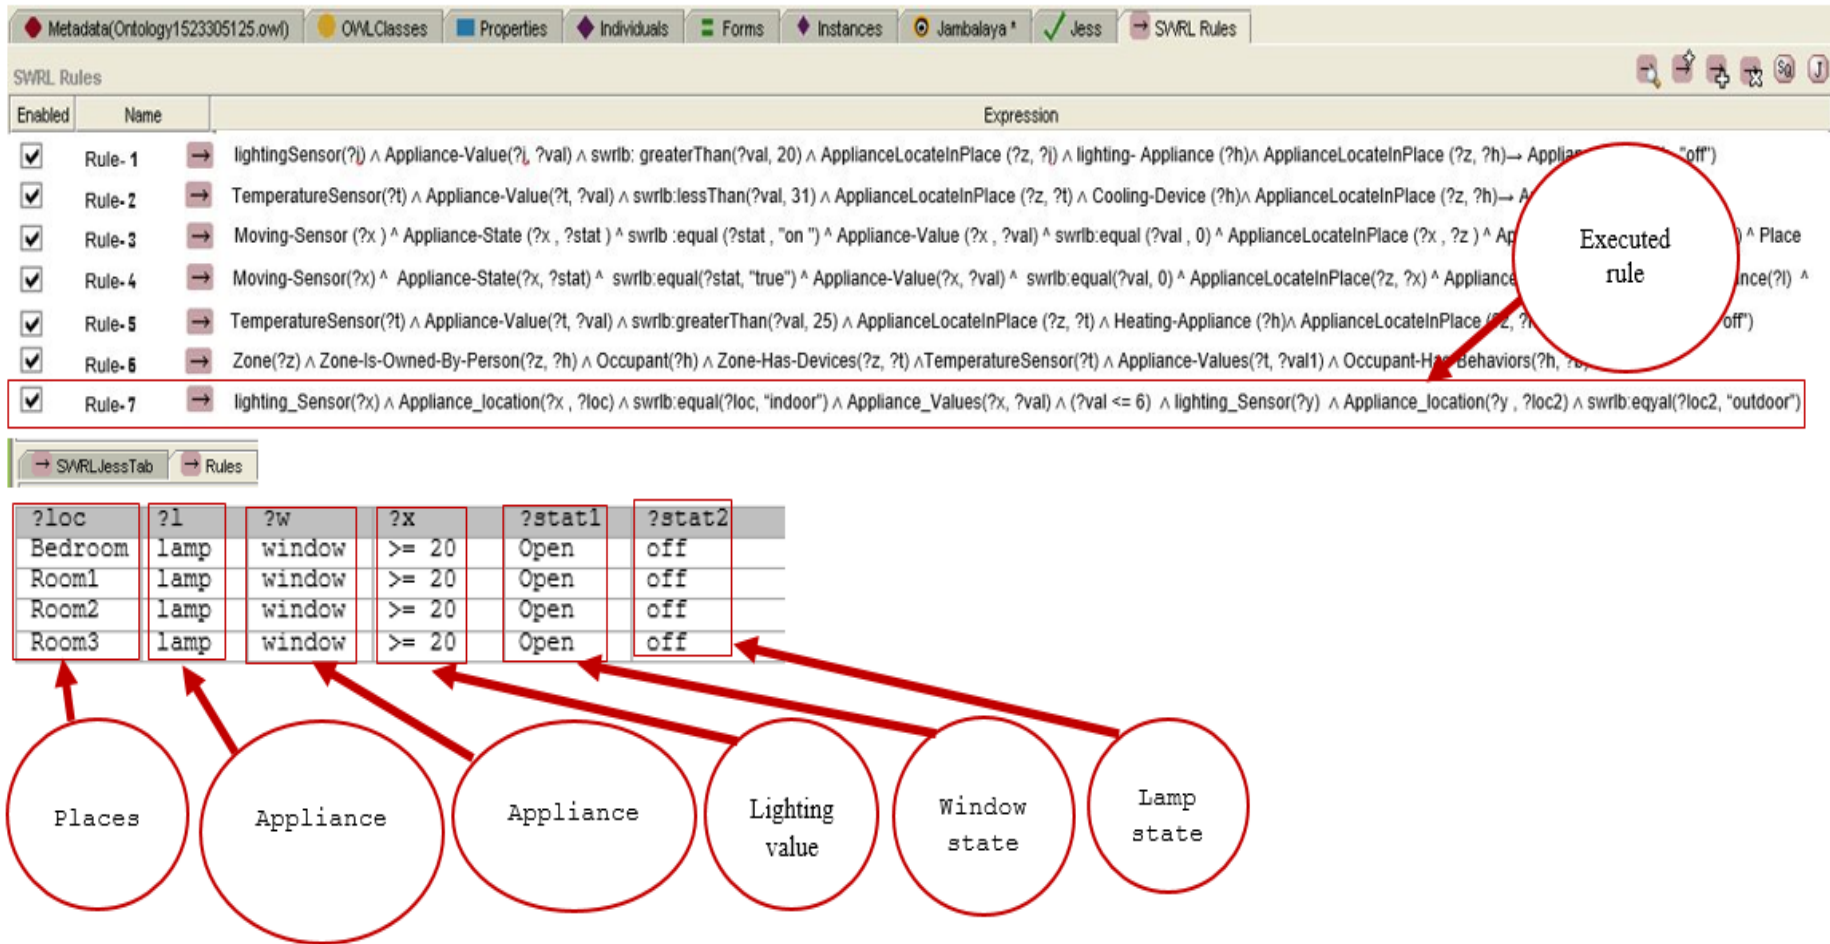 Metadata(Ontology1523305125.owl) OWLClasses Properties Individuals Forms Instances Jambalaya * Jess SWRL Rules
SWRL Rules
SQ J
Enabled Name Expression
Rule- 1 lightingSensor(?j) ∧ Appliance-Value(?j, ?val) ∧ swrlb: greaterThan(?val, 20) ∧ ApplianceLocateInPlace (?z, ?j) ∧ lighting- Appliance (?h)∧ ApplianceLocateInPlace (?z, ?h)→ "off")
Rule- 2 TemperatureSensor(?t) ∧ Appliance-Value(?t, ?val) ∧ swrlb:lessThan(?val, 31) ∧ ApplianceLocateInPlace (?z, ?t) ∧ Cooling-Device (?h)∧ ApplianceLocateInPlace (?z, ?h)→
Rule- 3 Moving-Sensor (?x ) ^ Appliance-State (?x , ?stat ) ^ swrlb :equal (?stat , "on ") ^ Appliance-Value (?x , ?val) ^ swrlb:equal (?val , 0) ^ ApplianceLocateInPlace (?x , ?z ) ^ ) ^ Place
Rule- 4 Moving-Sensor(?x) ^ Appliance-State(?x, ?stat) ^ swrlb:equal(?stat, "true") ^ Appliance-Value(?x, ?val) ^ swrlb:equal(?val, 0) ^ ApplianceLocateInPlace(?z, ?x) ^ Appliance ance(?l) ^
Rule- 5 TemperatureSensor(?t) ∧ Appliance-Value(?t, ?val) ∧ swrlb:greaterThan(?val, 25) ∧ ApplianceLocateInPlace (?z, ?t) ∧ Heating-Appliance (?h)∧ ApplianceLocateInPlace (?z, off")
Rule- 6 Zone(?z) ∧ Zone-Is-Owned-By-Person(?z, ?h) ∧ Occupant(?h) ∧ Zone-Has-Devices(?z, ?t) ∧TemperatureSensor(?t) ∧ Appliance-Values(?t, ?val1) ∧ Occupant-Has-Behaviors(?h,
Rule- 7 lighting_Sensor(?x) ∧ Appliance_location(?x , ?loc) ∧ swrlb:equal(?loc, "indoor") ∧ Appliance_Values(?x, ?val) ∧ (?val <= 6) ∧ lighting_Sensor(?y) ∧ Appliance_location(?y , ?loc2) ∧ swrlb:eqyal(?loc2, "outdoor")
Executed
rule
SWRLJessTab Rules
?loc ?l ?w ?x ?stat1 ?stat2
Bedroom lamp window >= 20 Open off
Room1 lamp window >= 20 Open off
Room2 lamp window >= 20 Open off
Room3 lamp window >= 20 Open off
Places
Appliance
Appliance
Lighting
value
Window
state
Lamp
state